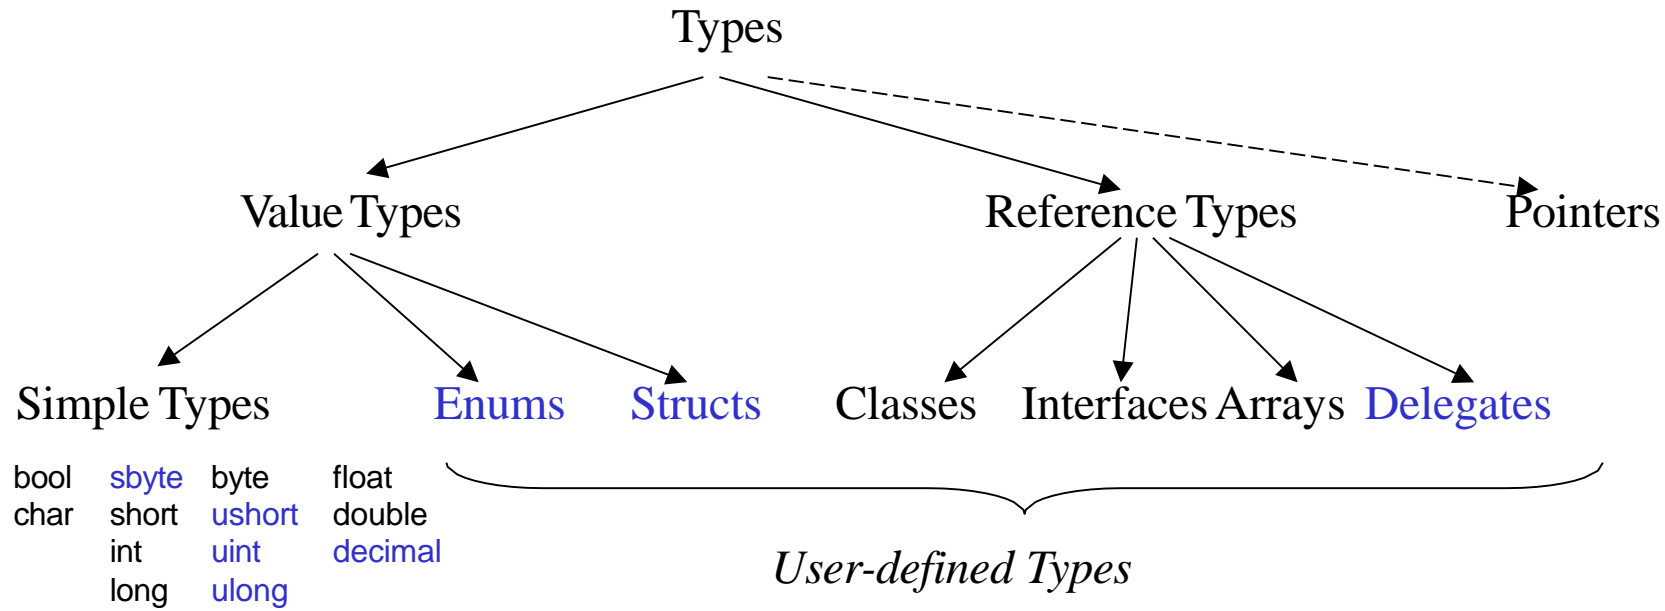 Types
Value Types Reference Types Pointers
Simple Types Enums Structs Classes Interfaces Arrays Delegates
bool sbyte byte float
char short ushort double
int uint decimal
long ulong
User-defined Types